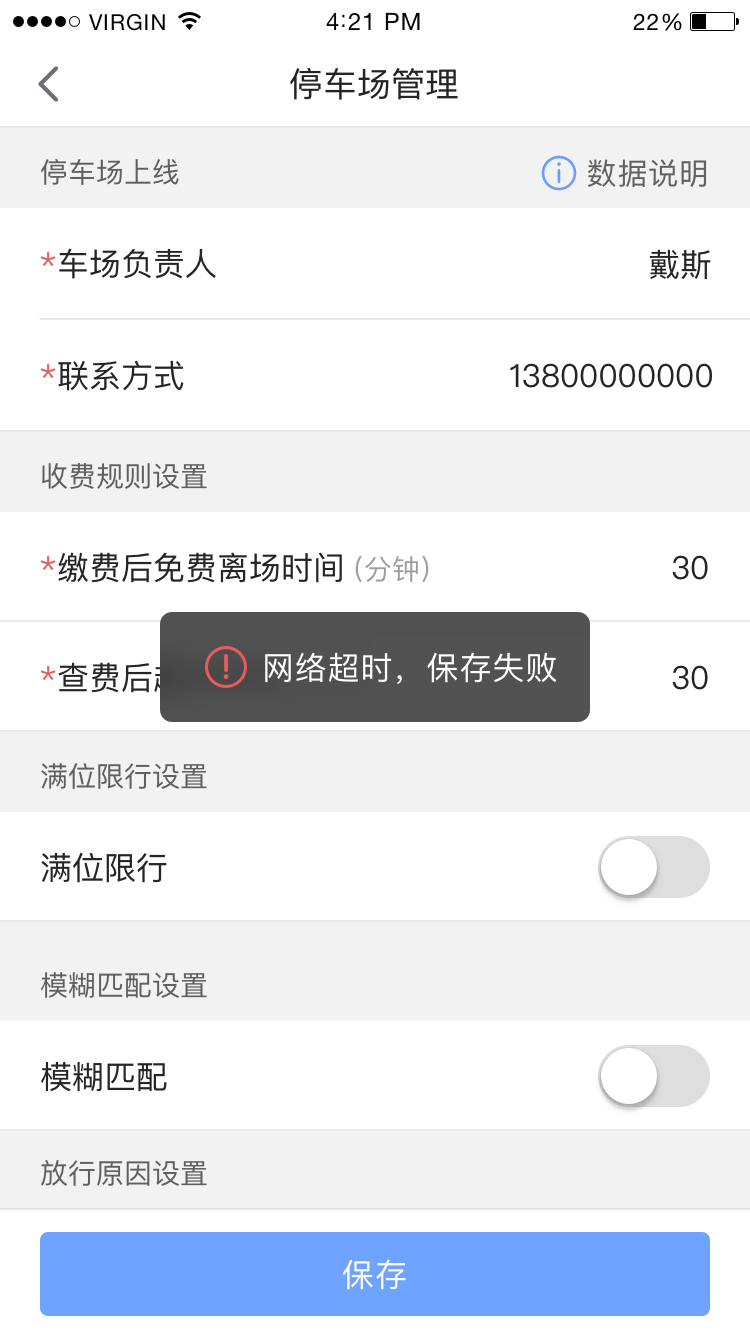 VIRGIN 4:21 PM 22%
停车场管理
停车场上线 数据说明
*车场负责人 戴斯
*联系方式 13800000000
收费规则设置
*缴费后免费离场时间 (分钟) 30
*查费后 30
网络超时，保存失败
满位限行设置
满位限行
模糊匹配设置
模糊匹配
放行原因设置
保存